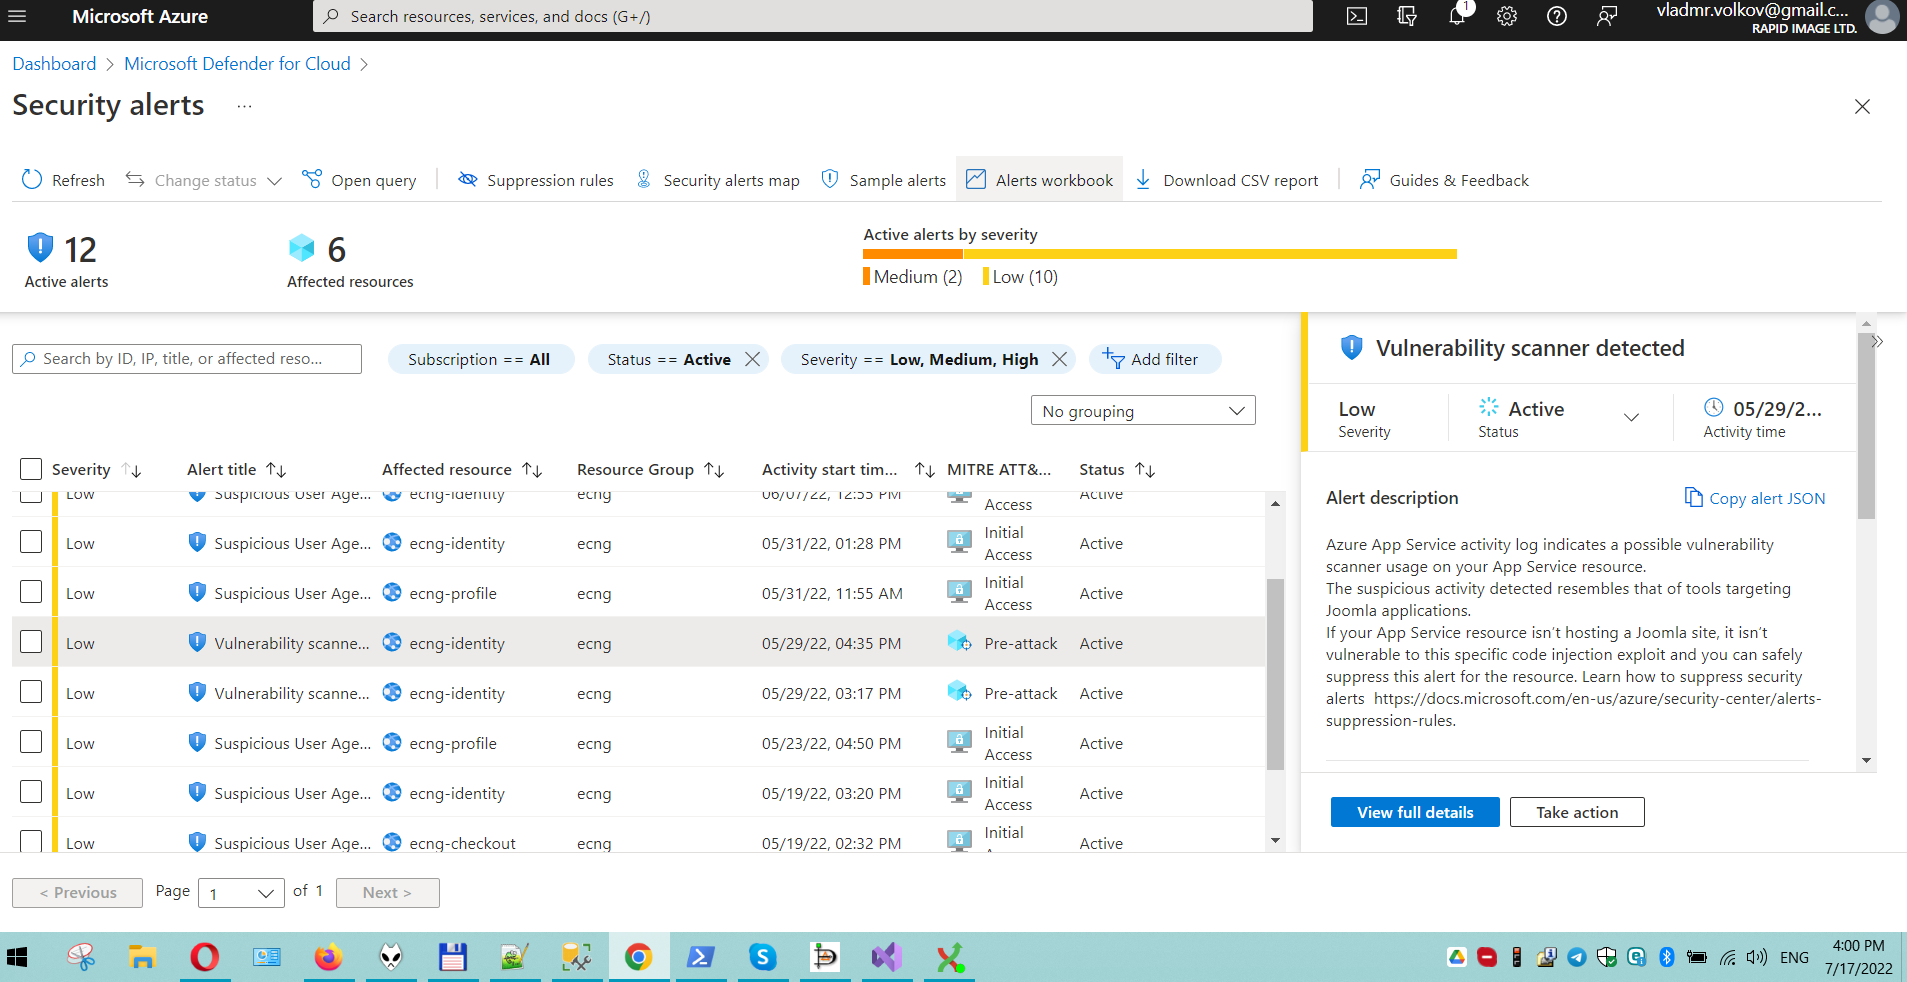 Microsoft Azure
Search resources, services, and docs (G+/)
1
vladmr.volkov@gmail.c...
RAPID IMAGE LTD.
Dashboard > Microsoft Defender for Cloud >
Security alerts ...
Refresh Change status Open query Suppression rules Security alerts map Sample alerts Alerts workbook Download CSV report Guides & Feedback
12
Active alerts
6
Affected resources
Active alerts by severity
Medium (2) Low (10)
Search by ID, IP, title, or affected reso...
Subscription == All Status == Active Severity == Low, Medium, High Add filter
No grouping
Severity Alert title Affected resource Resource Group Activity start tim... MITRE ATT&... Status
Low Suspicious User Age... ecng-identity ecng 06/07/22, 12:55 PM Access Active
Low Suspicious User Age... ecng-identity ecng 05/31/22, 01:28 PM Initial Access Active
Low Suspicious User Age... ecng-profile ecng 05/31/22, 11:55 AM Initial Access Active
Low Vulnerability scanne... ecng-identity ecng 05/29/22, 04:35 PM Pre-attack Active
Low Vulnerability scanne... ecng-identity ecng 05/29/22, 03:17 PM Pre-attack Active
Low Suspicious User Age... ecng-profile ecng 05/23/22, 04:50 PM Initial Access Active
Low Suspicious User Age... ecng-identity ecng 05/19/22, 03:20 PM Initial Access Active
Low Suspicious User Age... ecng-checkout ecng 05/19/22, 02:32 PM Initial Active
Vulnerability scanner detected
Low
Severity
Active
Status
05/29/2...
Activity time
Alert description
Copy alert JSON
Azure App Service activity log indicates a possible vulnerability
scanner usage on your App Service resource.
The suspicious activity detected resembles that of tools targeting
Joomla applications.
If your App Service resource isn't hosting a Joomla site, it isn't
vulnerable to this specific code injection exploit and you can safely
suppress this alert for the resource. Learn how to suppress security
alerts https://docs.microsoft.com/en-us/azure/security-center/alerts-
suppression-rules.
View full details Take action
< Previous Page 1 of 1 Next >
ENG
4:00 PM
7/17/2022